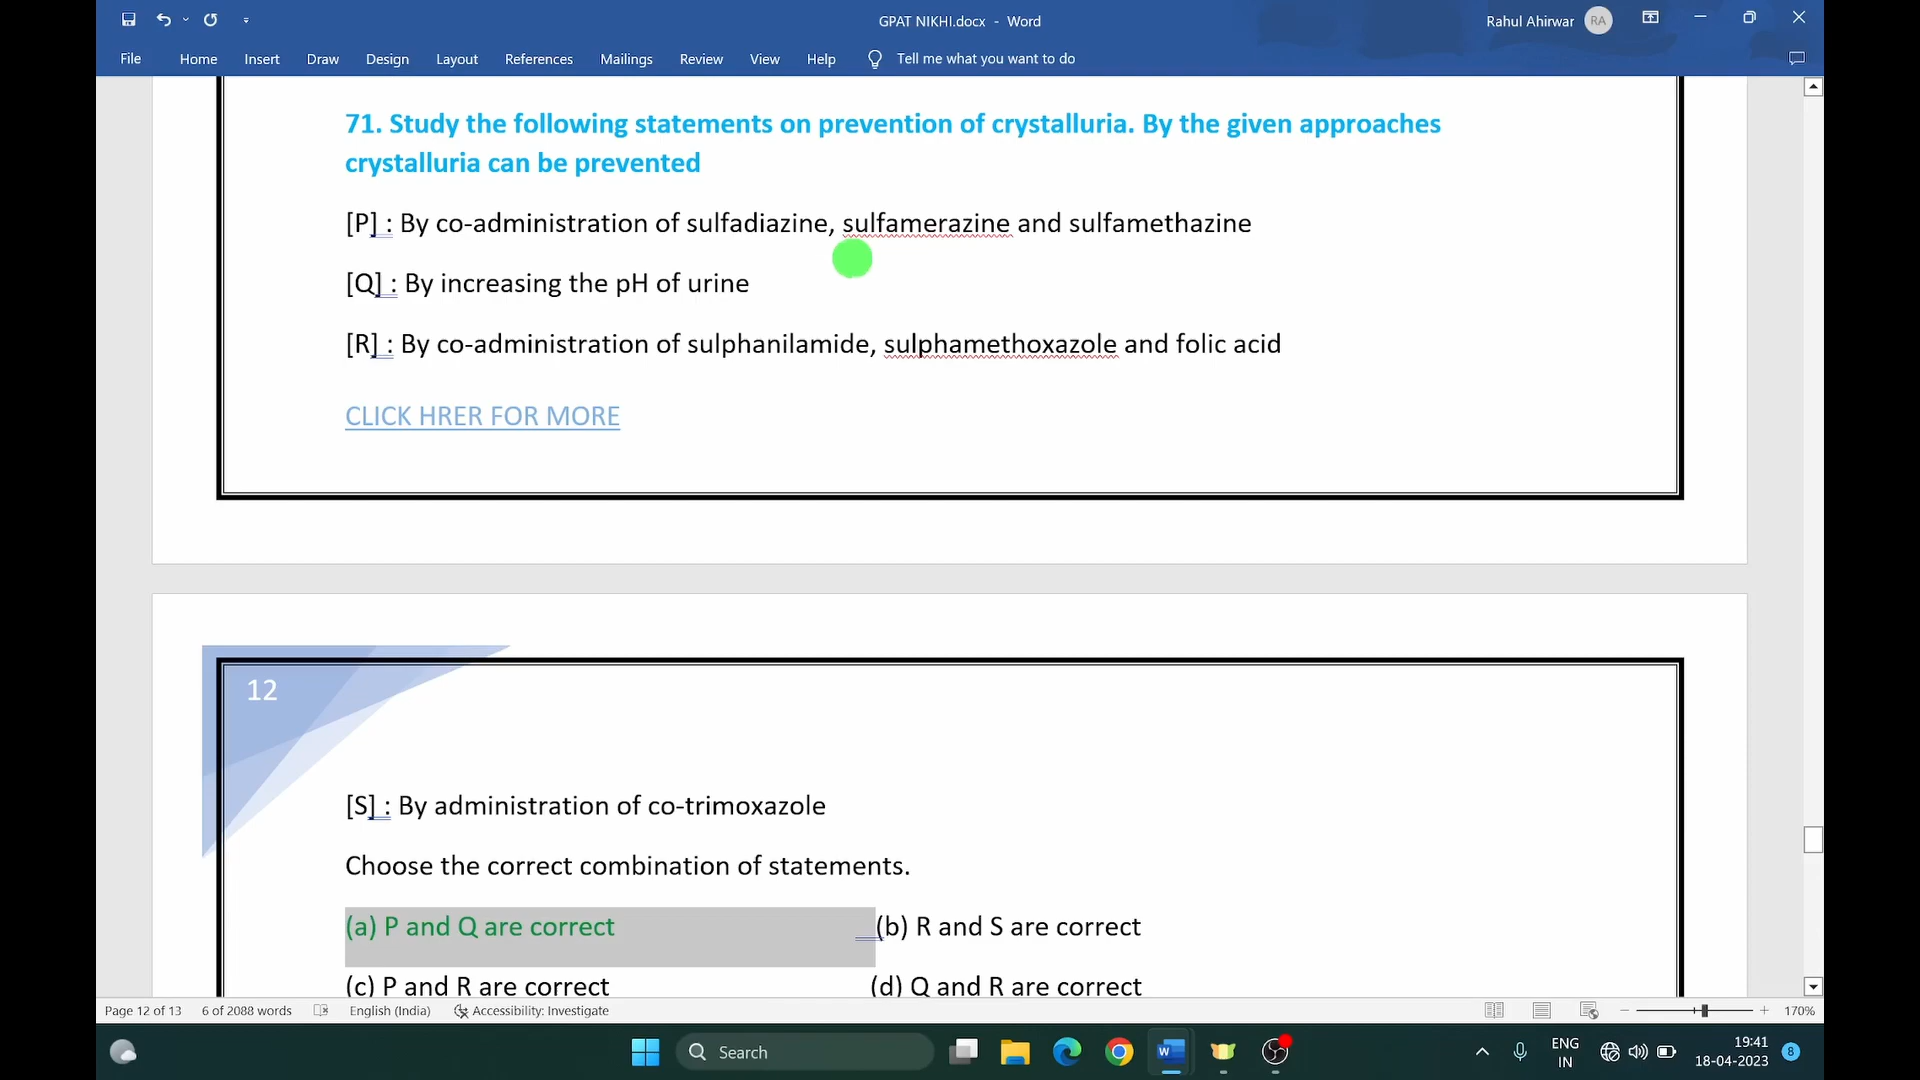 GPAT NIKHI.docx - Word
Rahul Ahirwar RA
File Home Insert Draw Design Layout References Mailings Review View Help Tell me what you want to do
71. Study the following statements on prevention of crystalluria. By the given approaches
crystalluria can be prevented
[P] : By co-administration of sulfadiazine, sulfamerazine and sulfamethazine
[Q] : By increasing the pH of urine
[R] : By co-administration of sulphanilamide, sulphamethoxazole and folic acid
CLICK HRER FOR MORE
12
[S] : By administration of co-trimoxazole
Choose the correct combination of statements.
(a) P and Q are correct (b) R and S are correct
(c) P and R are correct (d) Q and R are correct
Page 12 of 13 6 of 2088 words English (India) Accessibility: Investigate 170%
Search
ENG
IN
19:41
18-04-2023
8